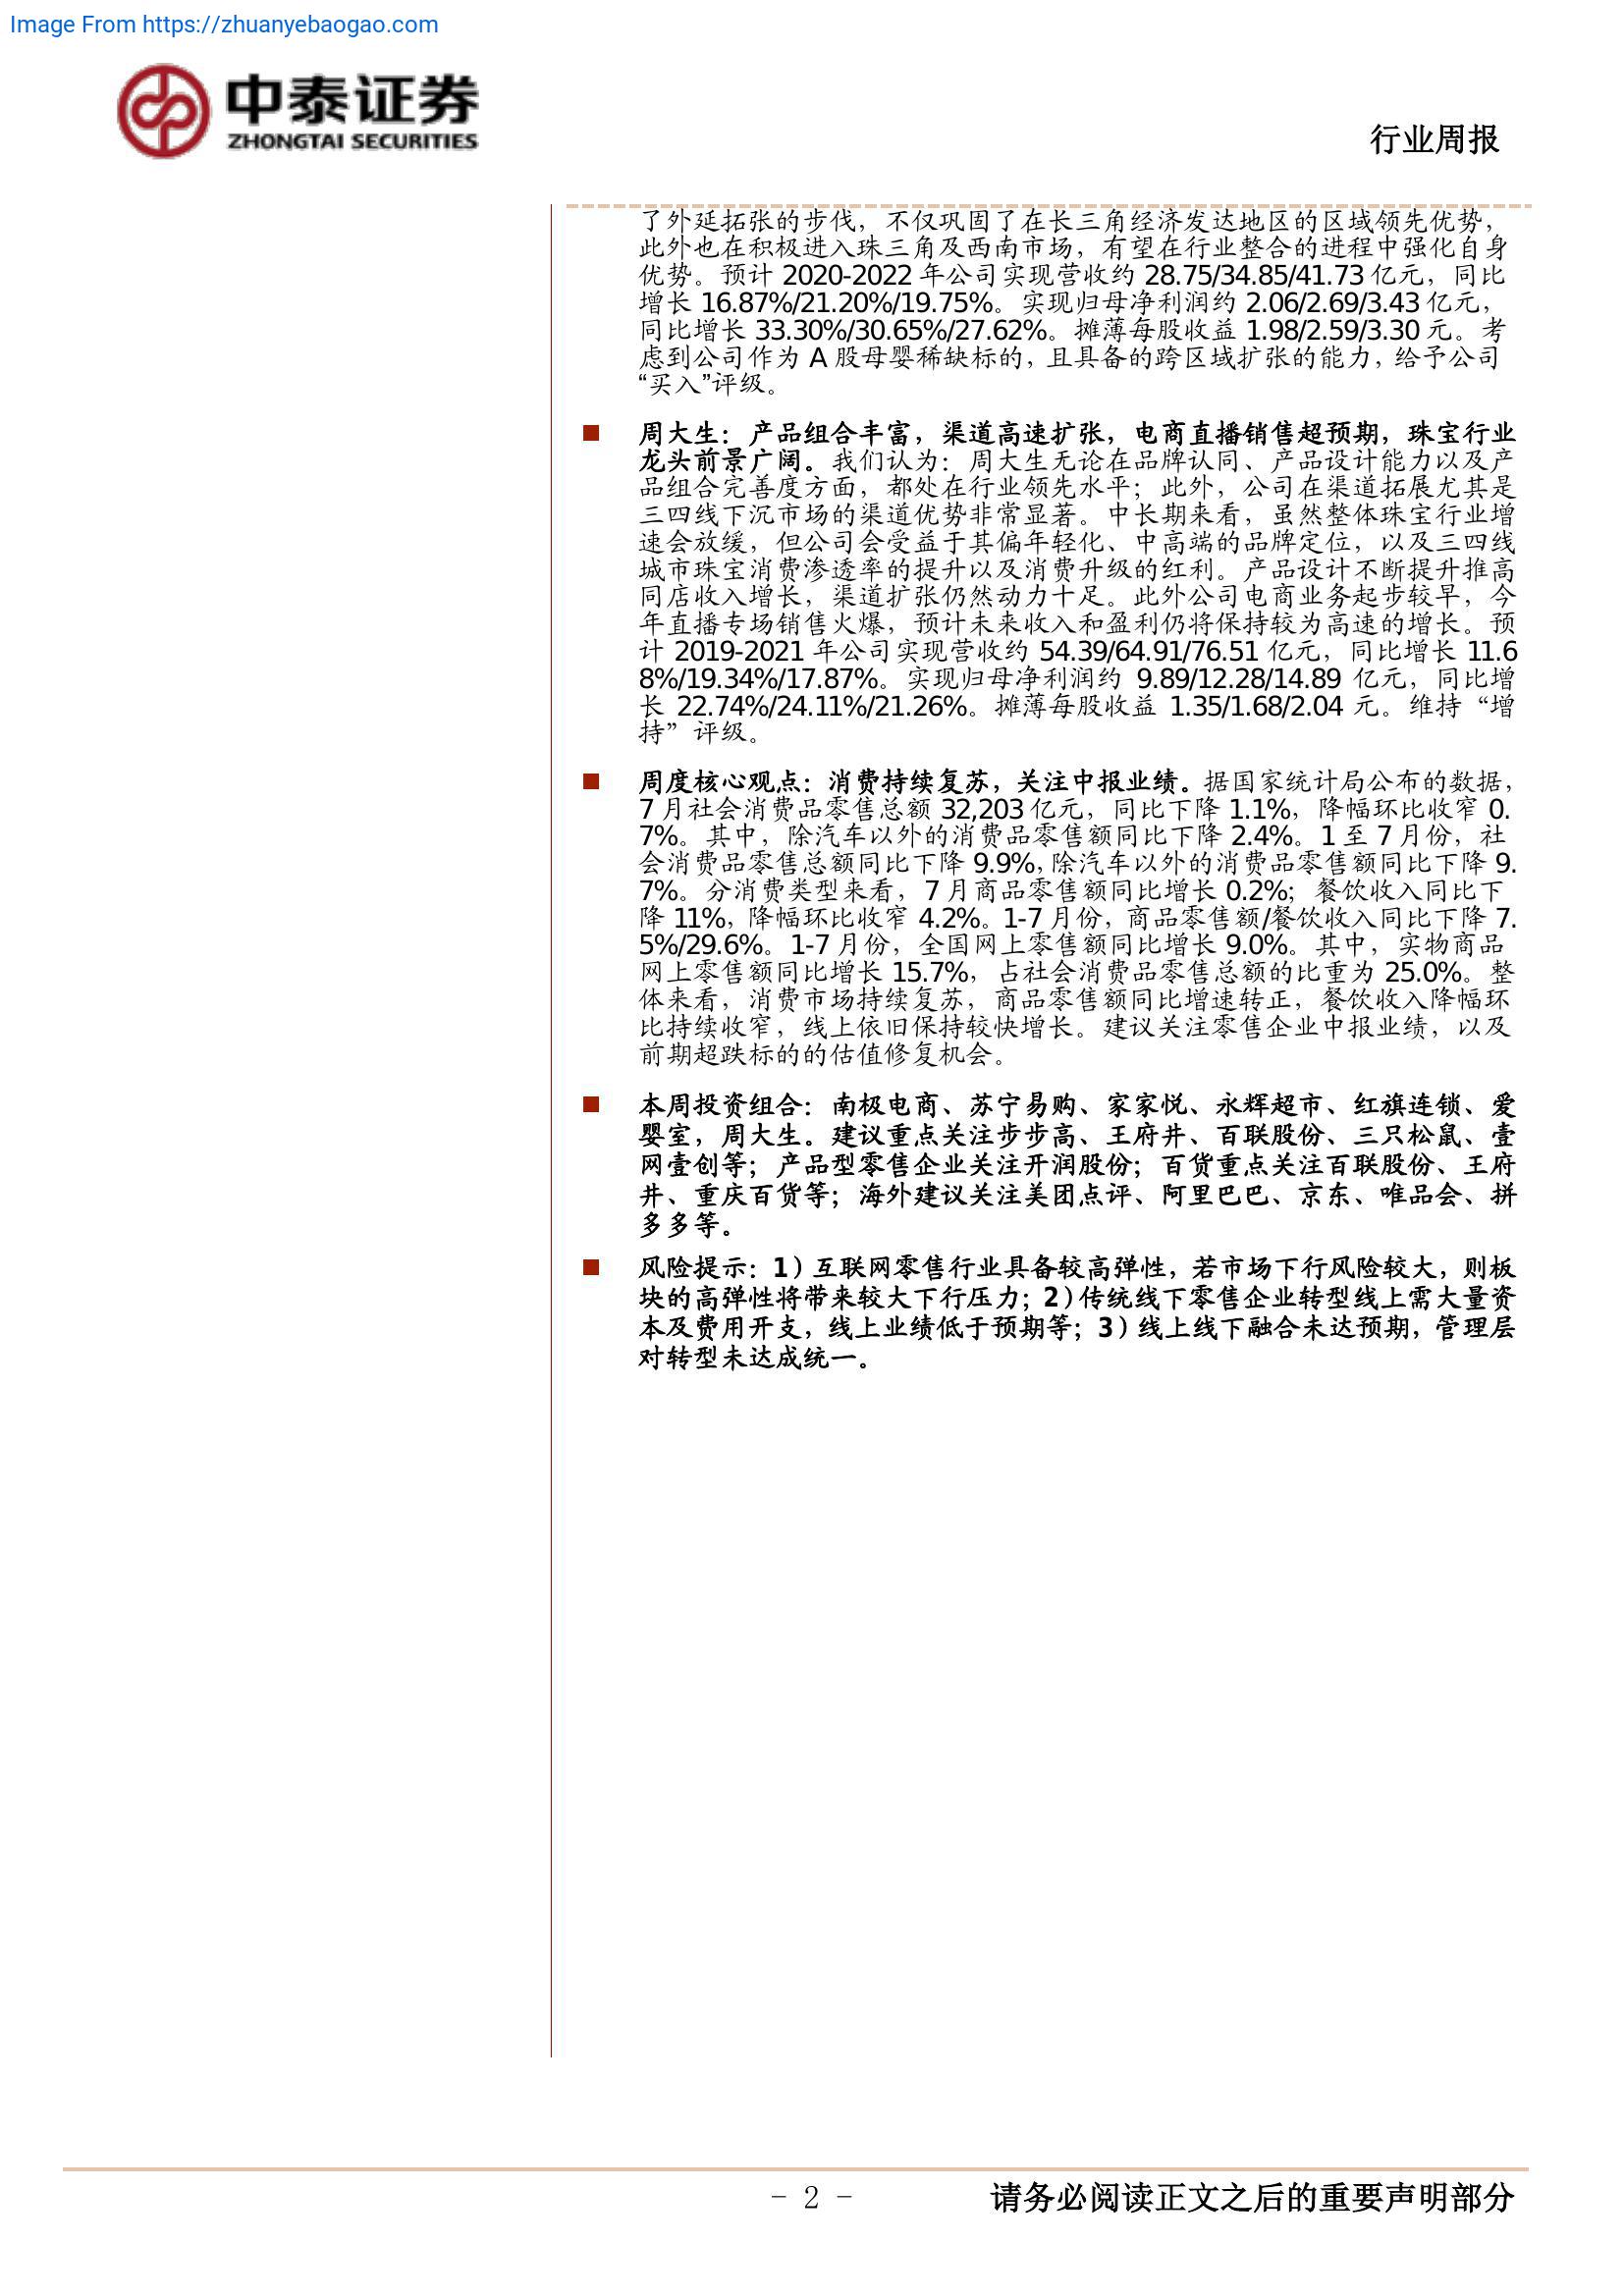 Image From https://zhuanyebaogao.com
中泰证券
ZHONGTAI SECURITIES
行业周报
了外延拓张的步伐，不仅巩固了在长三角经济发达地区的区域领先优势，
此外也在积极进入珠三角及西南市场，有望在行业整合的进程中强化自身
优势。预计 2020-2022 年公司实现营收约 28.75/34.85/41.73 亿元，同比
增长 16.87%/21.20%/19.75%。实现归母净利润约 2.06/2.69/3.43 亿元，
同比增长 33.30%/30.65%/27.62%。摊薄每股收益 1.98/2.59/3.30 元。考
虑到公司作为 A 股母婴稀缺标的，且具备的跨区域扩张的能力，给予公司
“买入”评级。
■ 周大生：产品组合丰富，渠道高速扩张，电商直播销售超预期，珠宝行业
龙头前景广阔。我们认为：周大生无论在品牌认同、产品设计能力以及产
品组合完善度方面，都处在行业领先水平；此外，公司在渠道拓展尤其是
三四线下沉市场的渠道优势非常显著。中长期来看，虽然整体珠宝行业增
速会放缓，但公司会受益于其偏年轻化、中高端的品牌定位，以及三四线
城市珠宝消费渗透率的提升以及消费升级的红利。产品设计不断提升推高
同店收入增长，渠道扩张仍然动力十足。此外公司电商业务起步较早，今
年直播专场销售火爆，预计未来收入和盈利仍将保持较为高速的增长。预
计 2019-2021 年公司实现营收约 54.39/64.91/76.51 亿元，同比增长 11.6
8%/19.34%/17.87%。实现归母净利润约 9.89/12.28/14.89 亿元，同比增
长 22.74%/24.11%/21.26%。摊薄每股收益 1.35/1.68/2.04 元。维持“增
持”评级。
■ 周度核心观点：消费持续复苏，关注中报业绩。据国家统计局公布的数据，
7 月社会消费品零售总额 32,203 亿元，同比下降 1.1%，降幅环比收窄 0.
7%。其中，除汽车以外的消费品零售额同比下降 2.4%。1 至 7 月份，社
会消费品零售总额同比下降 9.9%，除汽车以外的消费品零售额同比下降 9.
7%。分消费类型来看，7 月商品零售额同比增长 0.2%；餐饮收入同比下
降 11%，降幅环比收窄 4.2%。1-7 月份，商品零售额/餐饮收入同比下降 7.
5%/29.6%。1-7 月份，全国网上零售额同比增长 9.0%。其中，实物商品
网上零售额同比增长 15.7%，占社会消费品零售总额的比重为 25.0%。整
体来看，消费市场持续复苏，商品零售额同比增速转正，餐饮收入降幅环
比持续收窄，线上依旧保持较快增长。建议关注零售企业中报业绩，以及
前期超跌标的的估值修复机会。
■ 本周投资组合：南极电商、苏宁易购、家家悦、永辉超市、红旗连锁、爱
婴室，周大生。建议重点关注步步高、王府井、百联股份、三只松鼠、壹
网壹创等；产品型零售企业关注开润股份；百货重点关注百联股份、王府
井、重庆百货等；海外建议关注美团点评、阿里巴巴、京东、唯品会、拼
多多等。
■ 风险提示：1）互联网零售行业具备较高弹性，若市场下行风险较大，则板
块的高弹性将带来较大下行压力；2）传统线下零售企业转型线上需大量资
本及费用开支，线上业绩低于预期等；3）线上线下融合未达预期，管理层
对转型未达成统一。
- 2 -
请务必阅读正文之后的重要声明部分